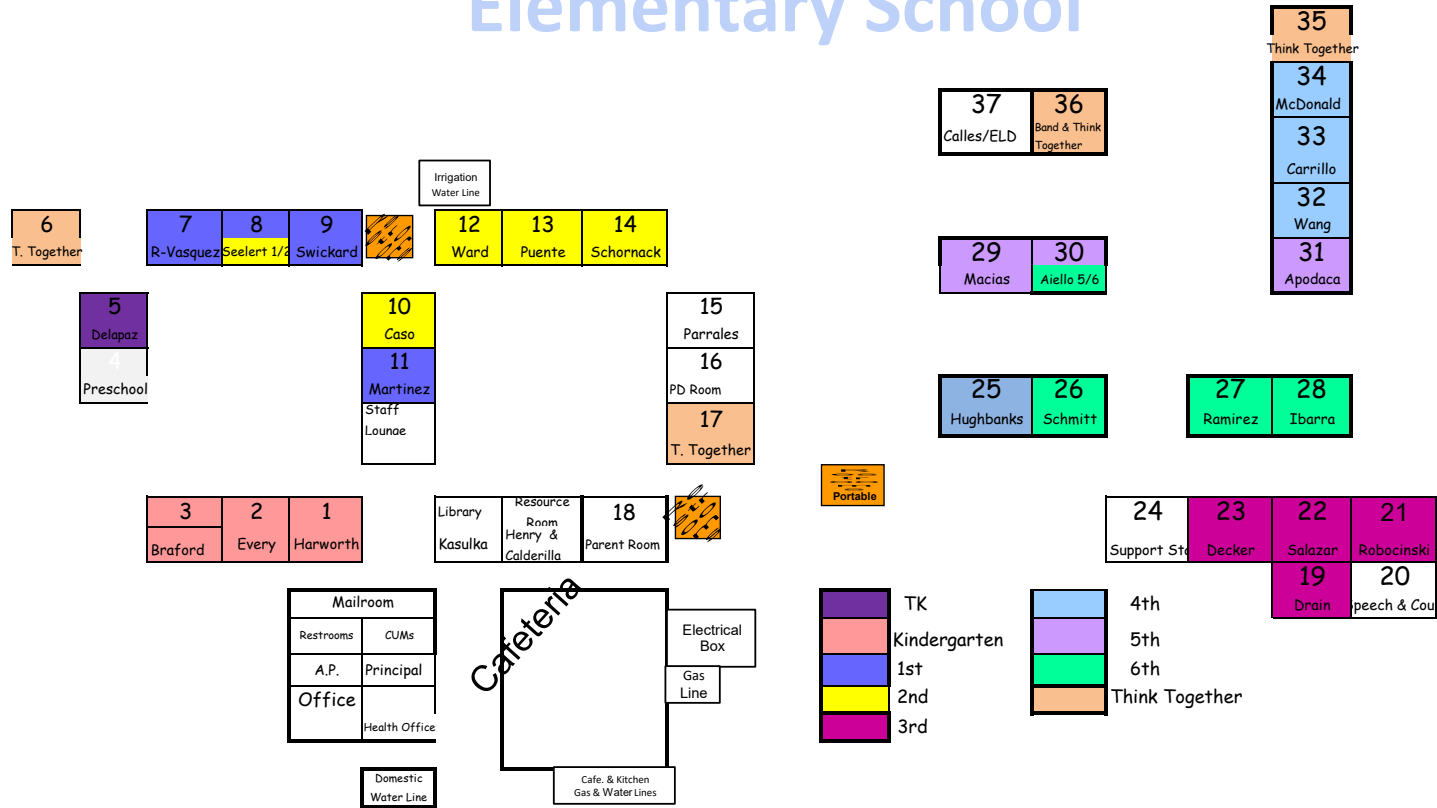 Elementary School
35
Think Together
34
McDonald
33
Carrillo
32
Wang
31
Apodaca
37
Calles/ELD
36
Band & Think
Together
Irrigation
Water Line
6
T. Together
7
R-Vasquez
8
Seelert 1/2
9
Swickard
12
Ward
13
Puente
14
Schornack
29
Macias
30
Aiello 5/6
5
Delapaz
4
Preschool
10
Caso
11
Martinez
Staff
Lounae
15
Parrales
16
PD Room
17
T. Together
25
Hughbanks
26
Schmitt
27
Ramirez
28
Ibarra
Portable
3
Braford
2
Every
1
Harworth
Library
Kasulka
Resource
Room
Henry &
Calderilla
18
Parent Room
24
Support Sta
23
Decker
22
Salazar
21
Robocinski
19
Drain
20
peech & Cou
Mailroom
Restrooms
CUMs
A.P.
Principal
Office
Health Office
Domestic
Water Line
Cafeteria
Electrical
Box
Gas
Line
Cafe. & Kitchen
Gas & Water Lines
TK
Kindergarten
1st
2nd
3rd
4th
5th
6th
Think Together